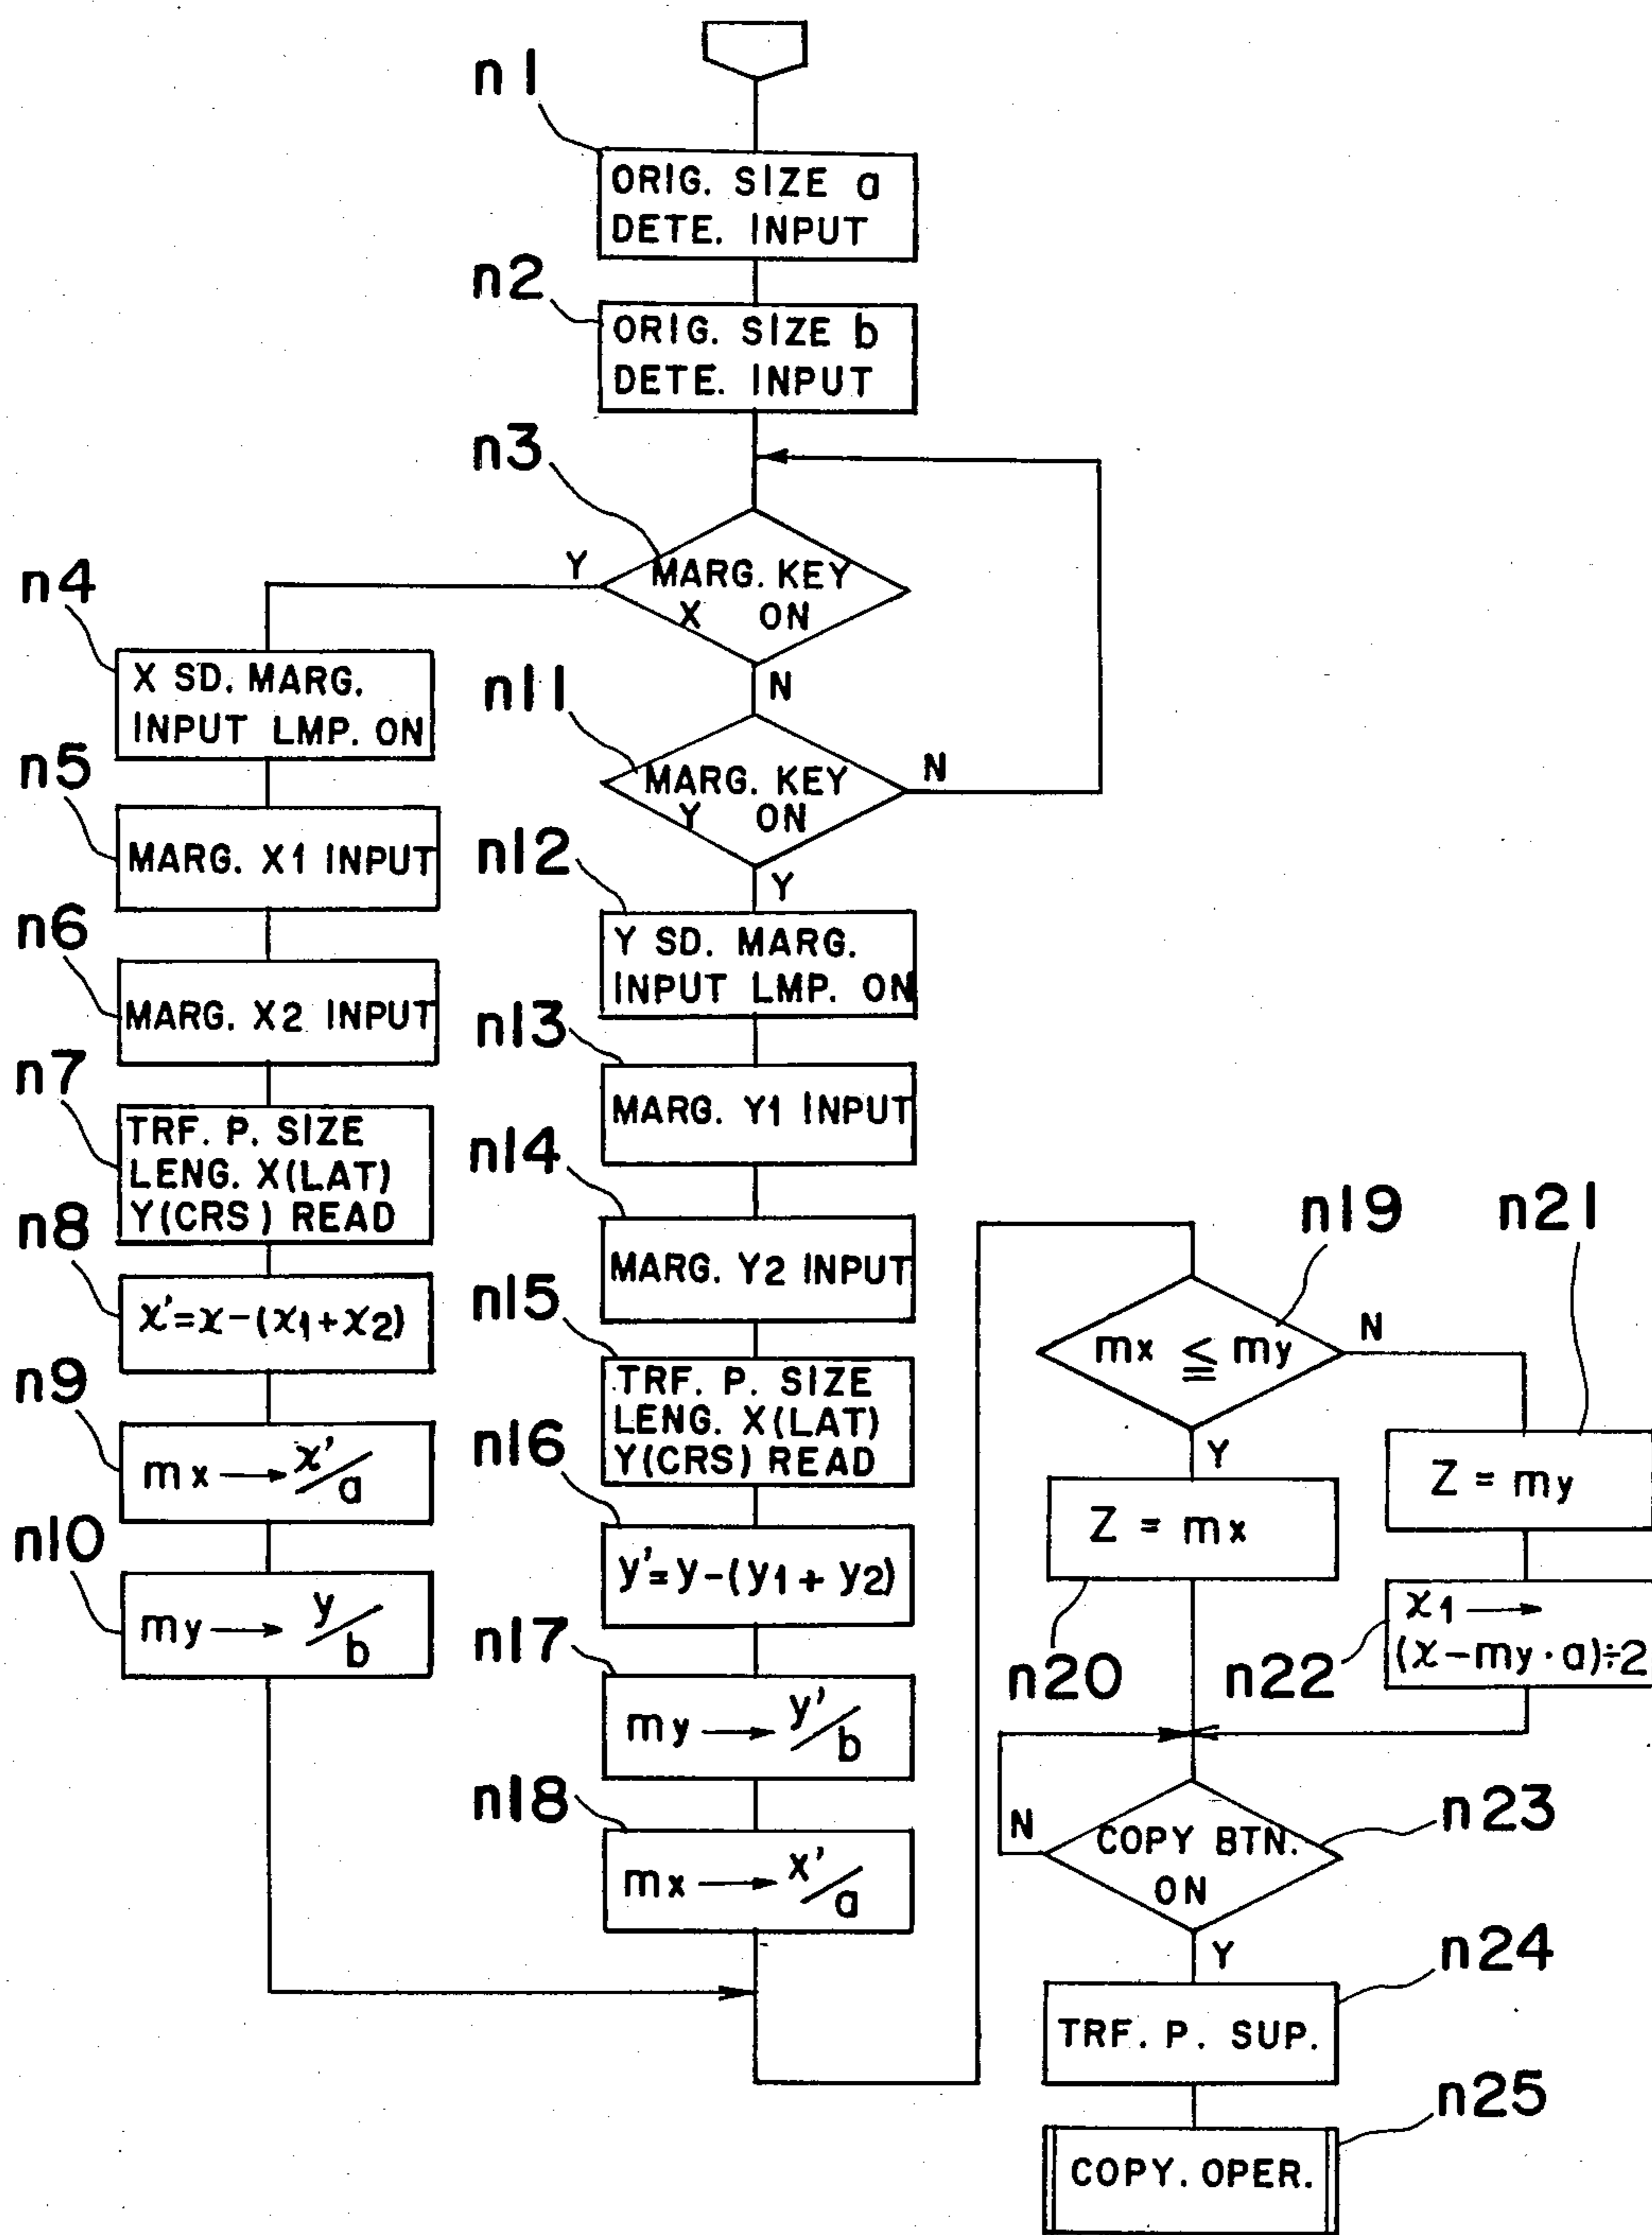 n1
ORIG. SIZE a
DETE. INPUT
n2
ORIG. SIZE b
DETE. INPUT
n3
MARG. KEY
X ON
Y
N
n4
X SD. MARG.
INPUT LMP. ON
n5
MARG. X1 INPUT
n6
MARG. X2 INPUT
n7
TRF. P. SIZE
LENG. X(LAT)
Y(CRS) READ
n8
x'=x-(x1+x2)
n9
mx → x'/a
n10
my → y/b
n11
MARG. KEY
Y ON
N
Y
n12
Y SD. MARG.
INPUT LMP. ON
n13
MARG. Y1 INPUT
n14
MARG. Y2 INPUT
n15
TRF. P. SIZE
LENG. X(LAT)
Y(CRS) READ
n16
y'=y-(y1+y2)
n17
my → y'/b
n18
mx → x'/a
n19
mx ≦ my
N
Y
n20
Z = mx
n21
Z = my
n22
x1 →
(x-my·a)÷2
n23
COPY BTN.
ON
N
Y
n24
TRF. P. SUP.
n25
COPY. OPER.